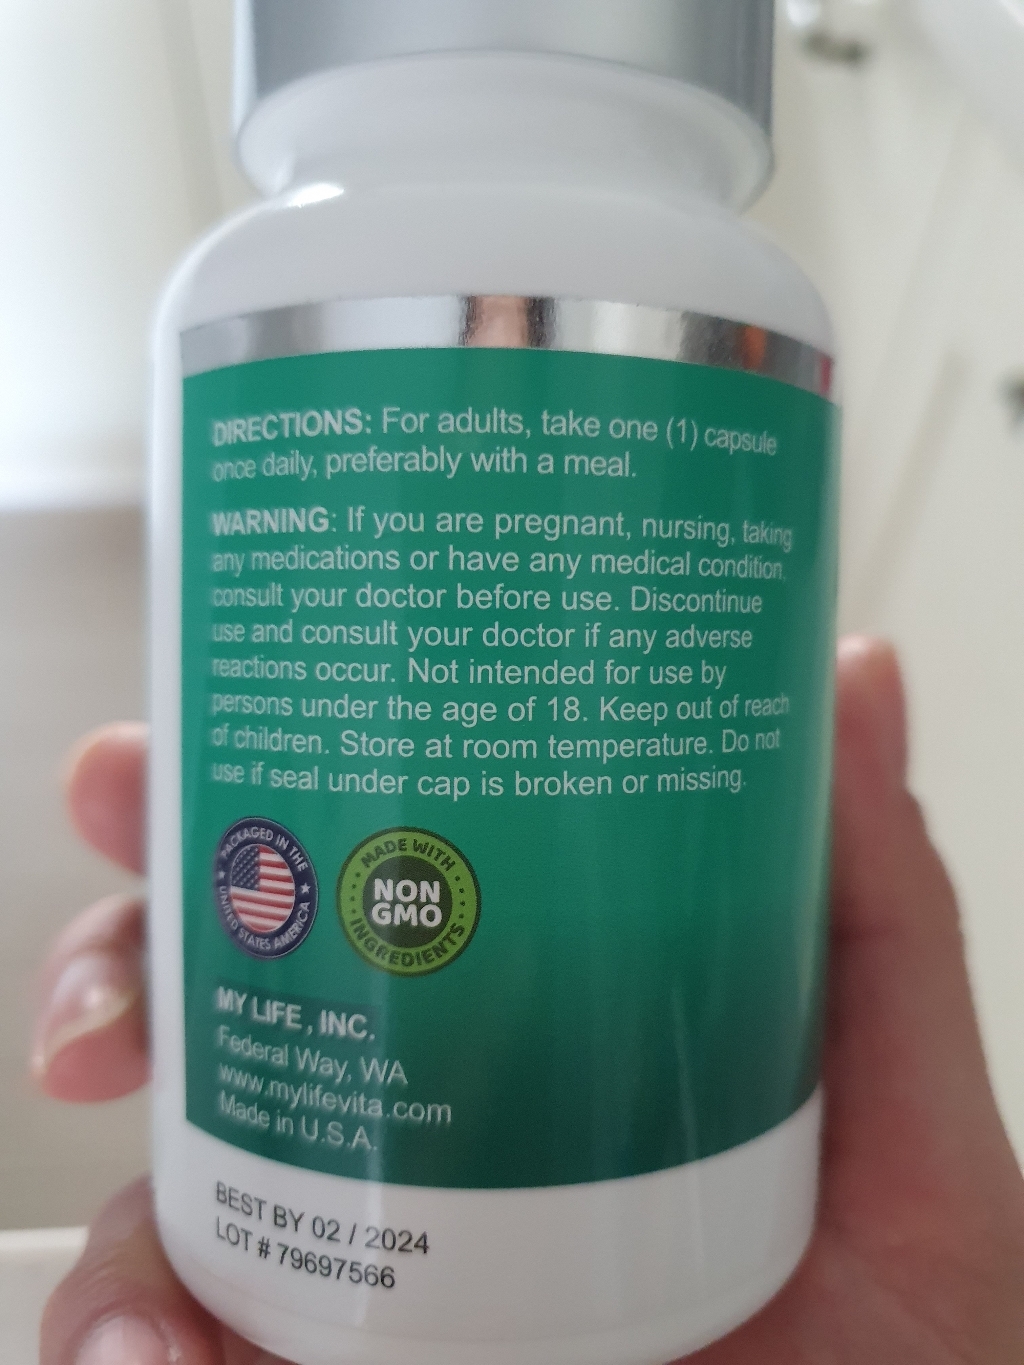 DIRECTIONS: For adults, take one (1) capsule
once daily, preferably with a meal.
WARNING: If you are pregnant, nursing, taking
any medications or have any medical condition,
consult your doctor before use. Discontinue
use and consult your doctor if any adverse
reactions occur. Not intended for use by
persons under the age of 18. Keep out of reach
of children. Store at room temperature. Do not
use if seal under cap is broken or missing.
PACKAGED IN THE
UNITED STATES AMERICA
MADE WITH
NON
GMO
INGREDIENTS
MY LIFE, INC.
Federal Way, WA
www.mylifevita.com
Made in U.S.A.
BEST BY 02 / 2024
LOT # 79697566